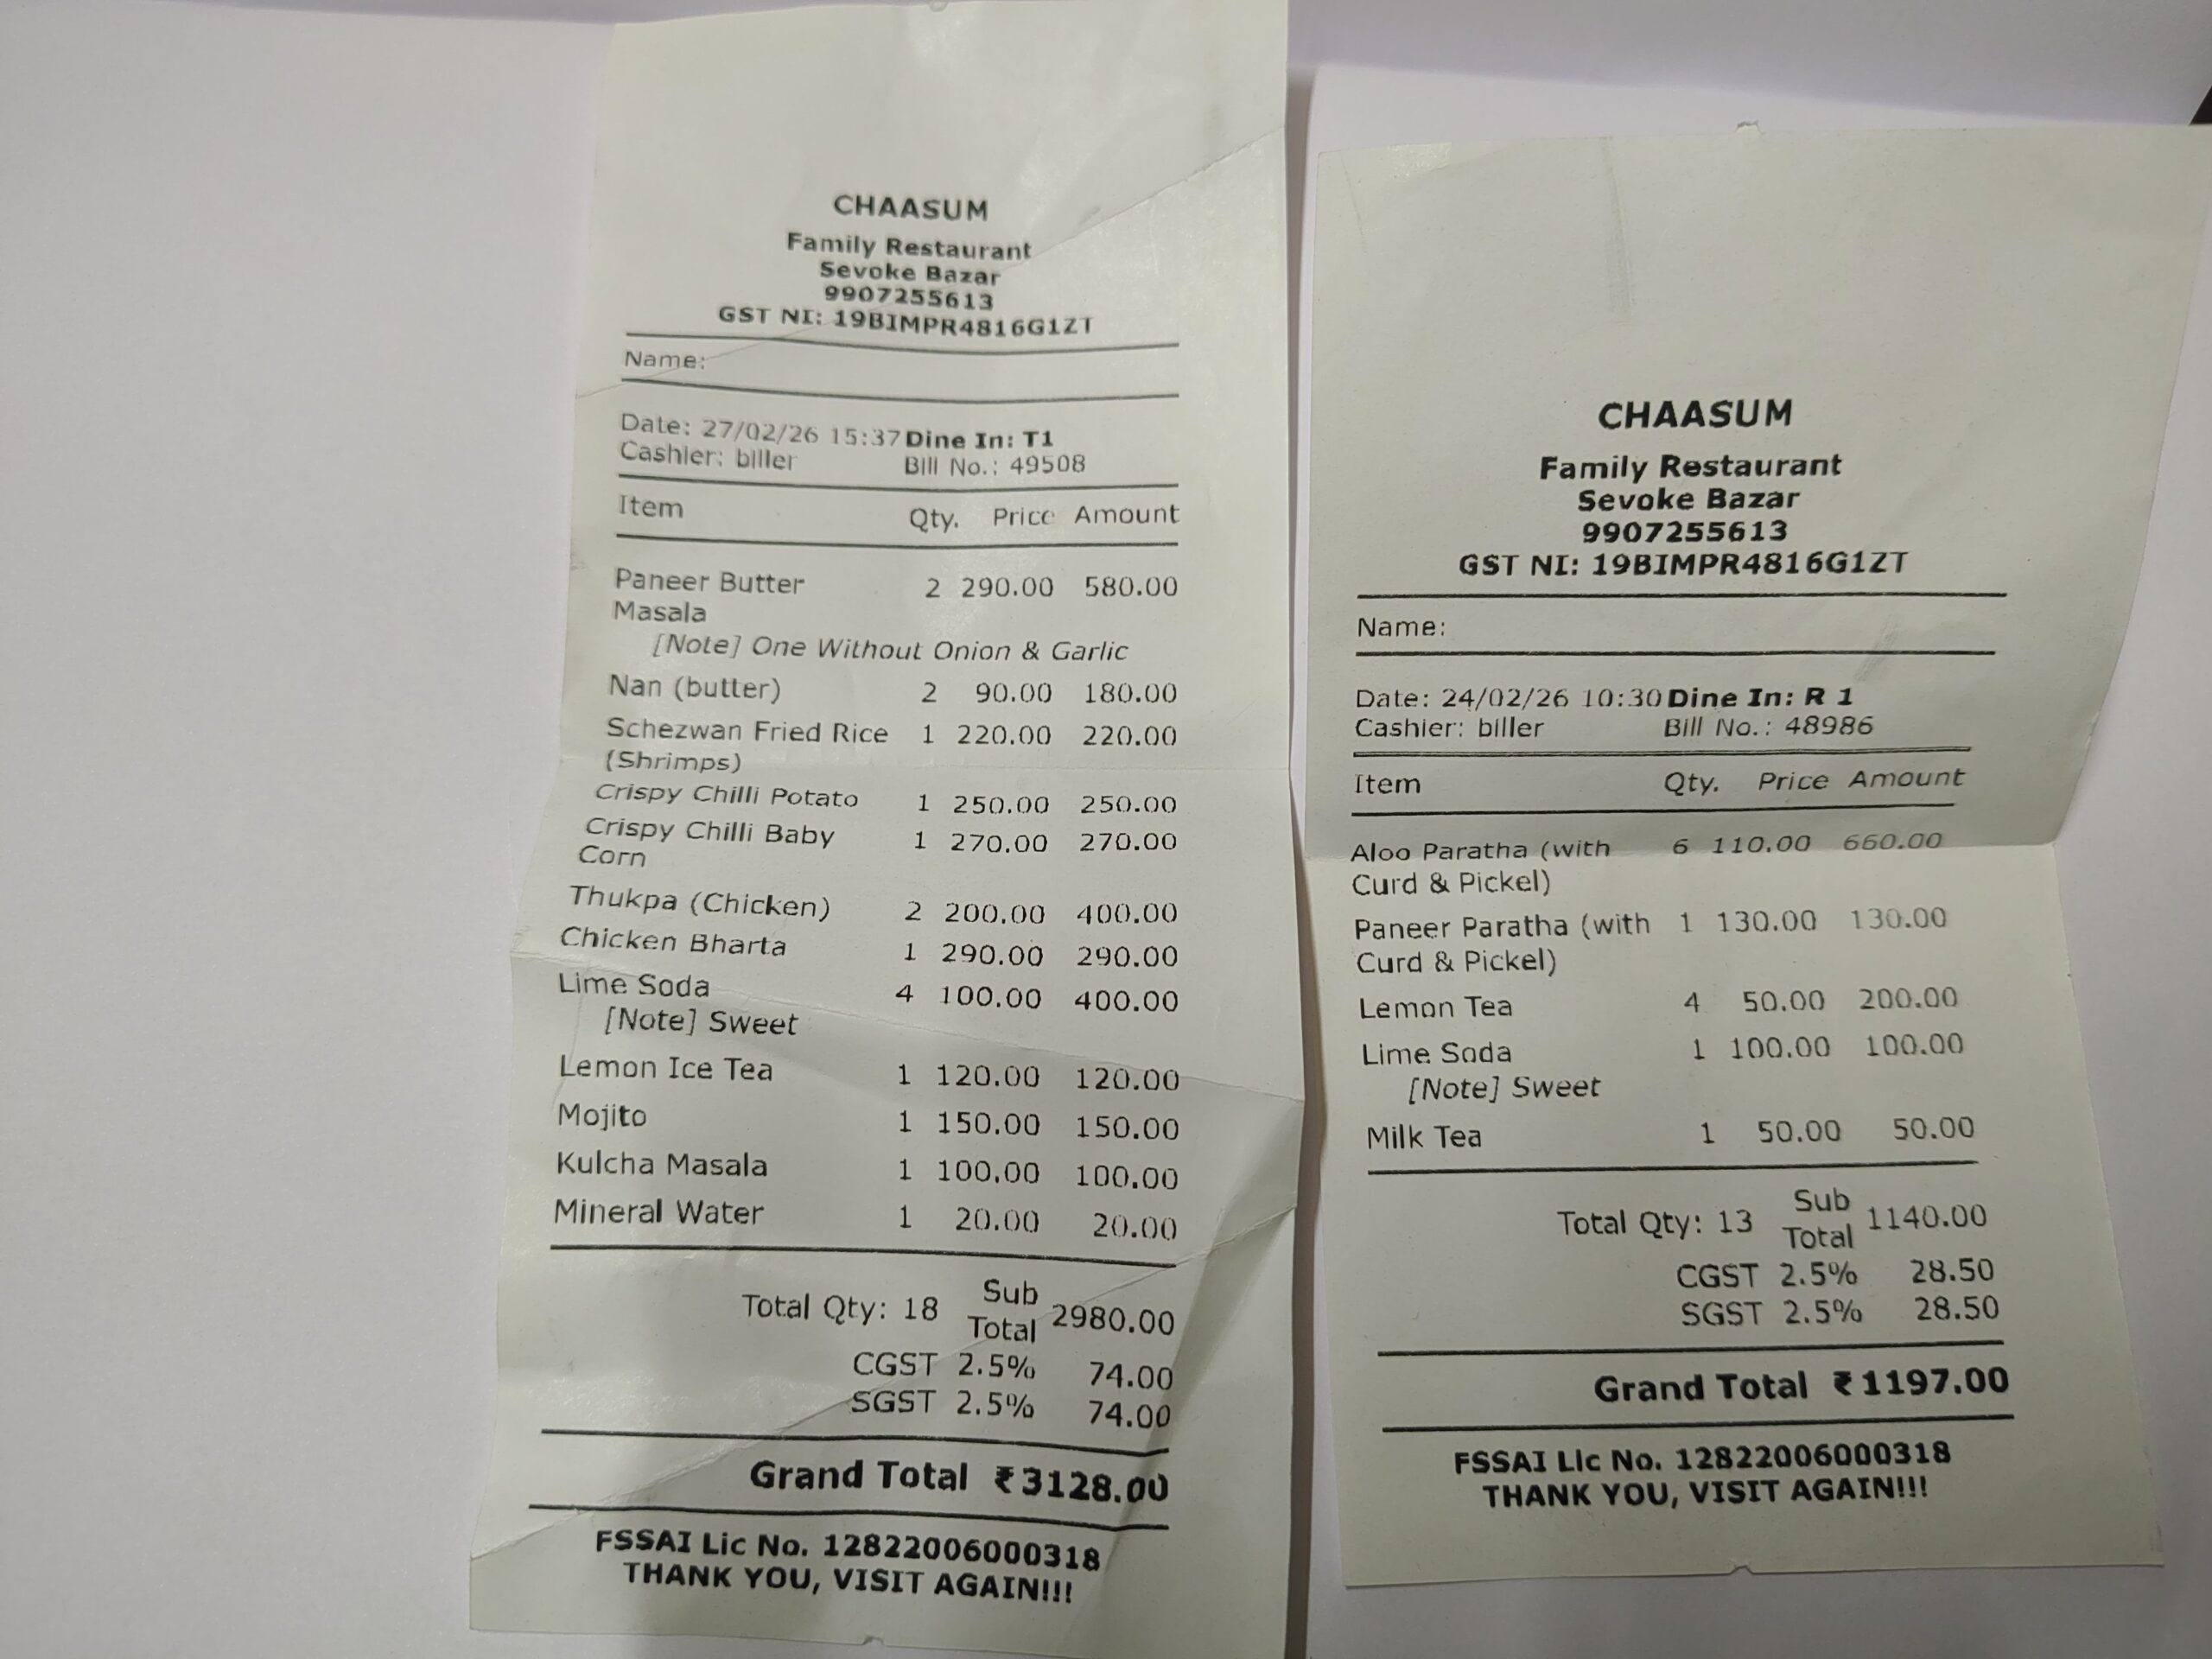 CHAASUM
Family Restaurant
Sevoke Bazar
9907255613
GST NI: 19BIMPR4816G1ZT
Name:
Date: 27/02/26 15:37 Dine In: T1
Cashier: biller Bill No.: 49508
Item Qty. Price Amount
Paneer Butter 2 290.00 580.00
Masala
[Note] One Without Onion & Garlic
Nan (butter) 2 90.00 180.00
Schezwan Fried Rice 1 220.00 220.00
(Shrimps)
Crispy Chilli Potato 1 250.00 250.00
Crispy Chilli Baby 1 270.00 270.00
Corn
Thukpa (Chicken) 2 200.00 400.00
Chicken Bharta 1 290.00 290.00
Lime Soda 4 100.00 400.00
[Note] Sweet
Lemon Ice Tea 1 120.00 120.00
Mojito 1 150.00 150.00
Kulcha Masala 1 100.00 100.00
Mineral Water 1 20.00 20.00
Total Qty: 18 Sub Total 2980.00
CGST 2.5% 74.00
SGST 2.5% 74.00
Grand Total ₹3128.00
FSSAI Lic No. 12822006000318
THANK YOU, VISIT AGAIN!!!
CHAASUM
Family Restaurant
Sevoke Bazar
9907255613
GST NI: 19BIMPR4816G1ZT
Name:
Date: 24/02/26 10:30 Dine In: R 1
Cashier: biller Bill No.: 48986
Item Qty. Price Amount
Aloo Paratha (with 6 110.00 660.00
Curd & Pickel)
Paneer Paratha (with 1 130.00 130.00
Curd & Pickel)
Lemon Tea 4 50.00 200.00
Lime Soda 1 100.00 100.00
[Note] Sweet
Milk Tea 1 50.00 50.00
Total Qty: 13 Sub Total 1140.00
CGST 2.5% 28.50
SGST 2.5% 28.50
Grand Total ₹1197.00
FSSAI Lic No. 12822006000318
THANK YOU, VISIT AGAIN!!!